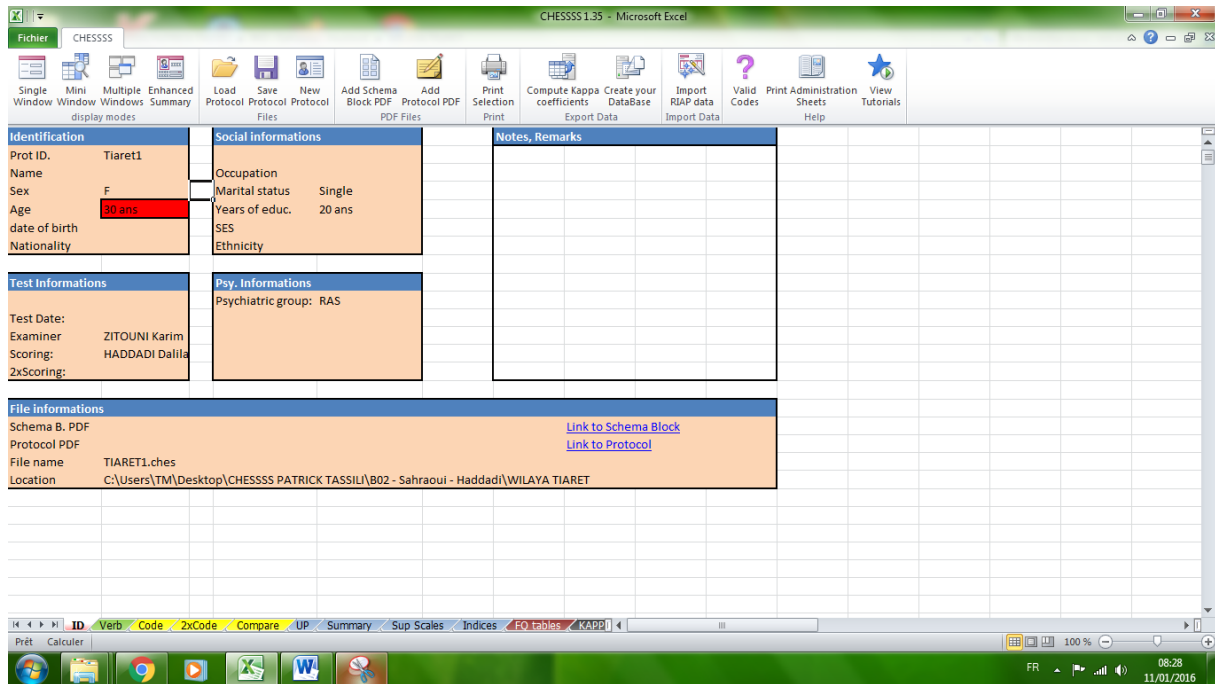 CHESSSS 1.35 - Microsoft Excel
Fichier CHESSSS
Single Window Mini Window Multiple Windows Enhanced Summary Load Protocol Save Protocol New Protocol Add Schema Block PDF Add Protocol PDF Print Selection Compute Kappa coefficients Create your DataBase Import RIAP data Valid Codes Print Administration Sheets View Tutorials
display modes Files PDF Files Print Export Data Import Data Help
Identification Social informations Notes, Remarks
Prot ID. Tiaret1
Name Occupation
Sex F Marital status Single
Age 30 ans Years of educ. 20 ans
date of birth SES
Nationality Ethnicity
Test Informations Psy. Informations
Psychiatric group: RAS
Test Date:
Examiner ZITOUNI Karim
Scoring: HADDADI Dalila
2xScoring:
File informations
Schema B. PDF Link to Schema Block
Protocol PDF Link to Protocol
File name TIARET1.ches
Location C:\Users\TM\Desktop\CHESSSS PATRICK TASSILI\B02 - Sahraoui - Haddadi\WILAYA TIARET
ID Verb Code 2xCode Compare UP Summary Sup Scales Indices FQ tables KAPP
Prêt Calculer 100 %
FR 08:28
11/01/2016